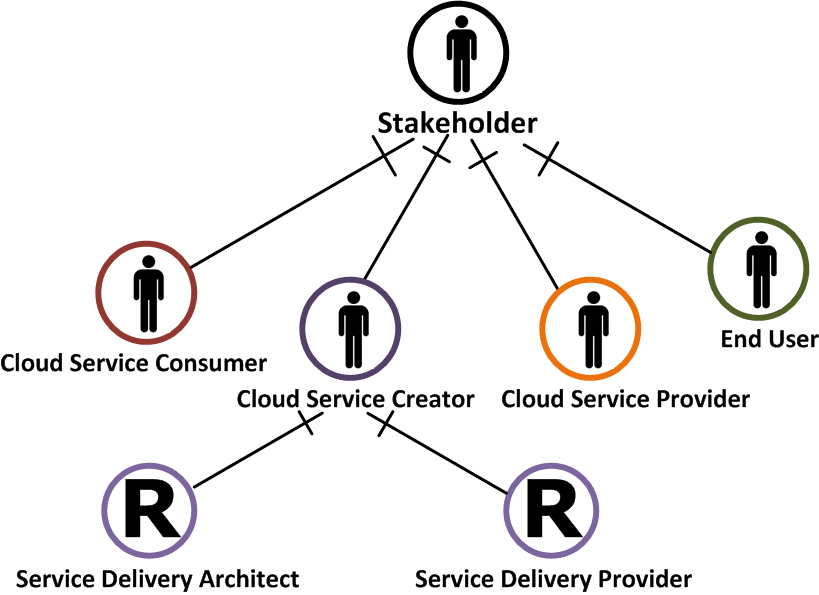 Stakeholder
End User
Cloud Service Consumer
Cloud Service Creator
Cloud Service Provider
R
R
Service Delivery Architect
Service Delivery Provider